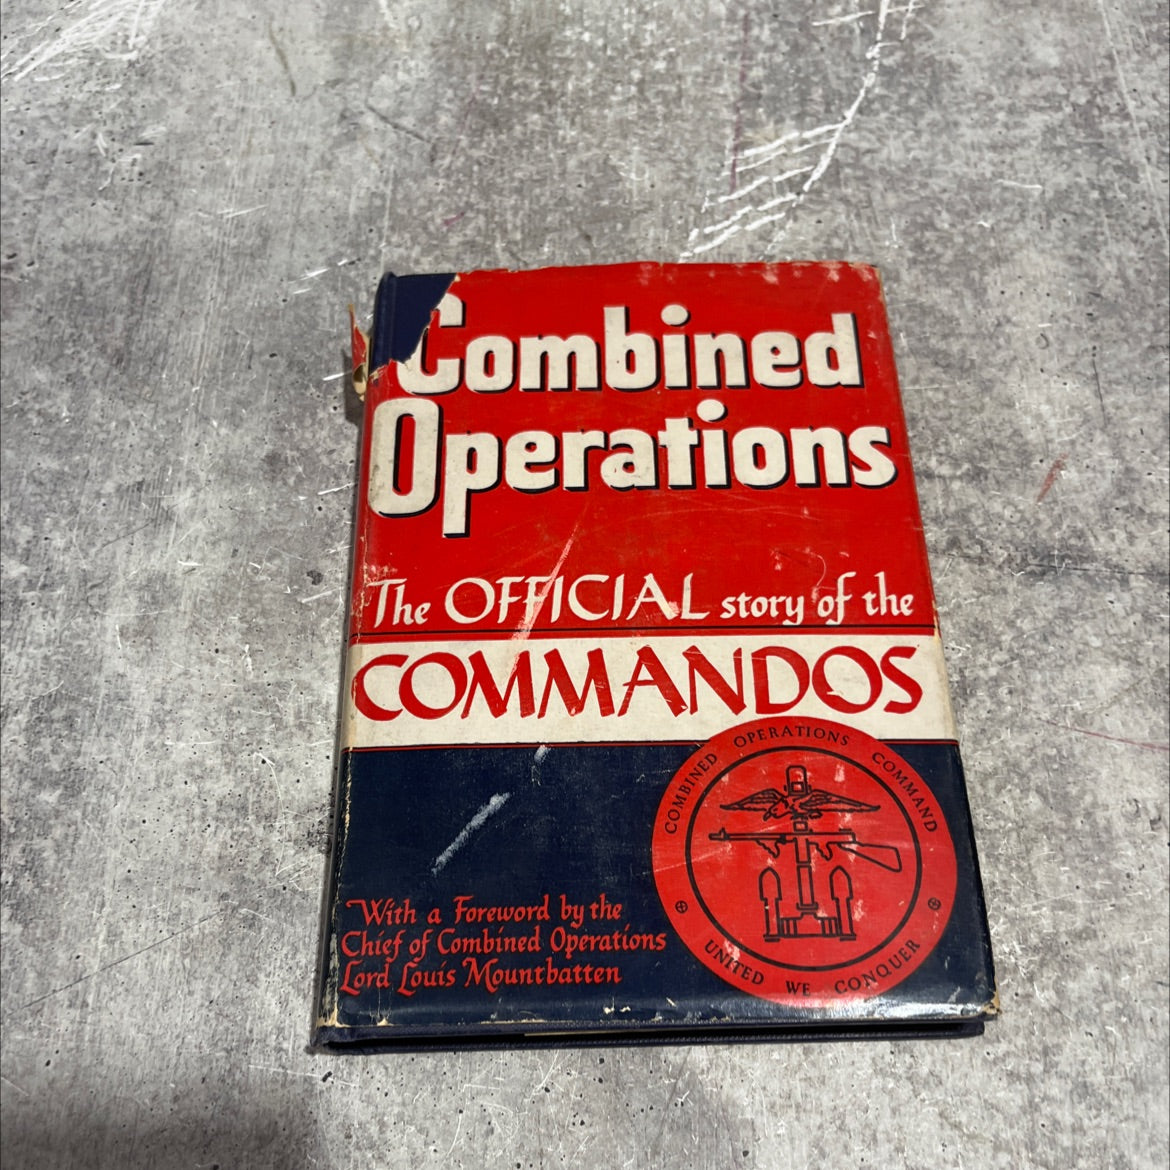 Combined
Operations
The OFFICIAL story of the
COMMANDOS
COMBINED OPERATIONS COMMAND
UNITED WE CONQUER
With a Foreword by the
Chief of Combined Operations
Lord Louis Mountbatten